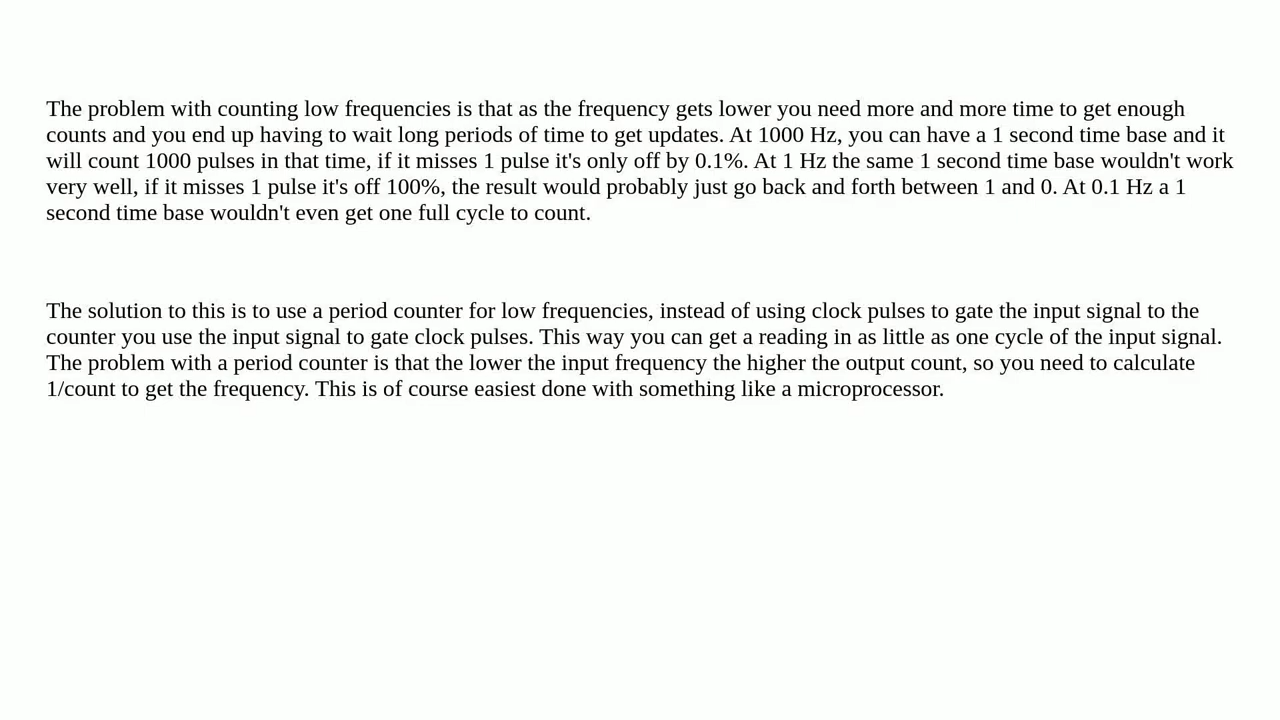 The problem with counting low frequencies is that as the frequency gets lower you need more and more time to get enough
counts and you end up having to wait long periods of time to get updates. At 1000 Hz, you can have a 1 second time base and it
will count 1000 pulses in that time, if it misses 1 pulse it's only off by 0.1%. At 1 Hz the same 1 second time base wouldn't work
very well, if it misses 1 pulse it's off 100%, the result would probably just go back and forth between 1 and 0. At 0.1 Hz a 1
second time base wouldn't even get one full cycle to count.
The solution to this is to use a period counter for low frequencies, instead of using clock pulses to gate the input signal to the
counter you use the input signal to gate clock pulses. This way you can get a reading in as little as one cycle of the input signal.
The problem with a period counter is that the lower the input frequency the higher the output count, so you need to calculate
1/count to get the frequency. This is of course easiest done with something like a microprocessor.